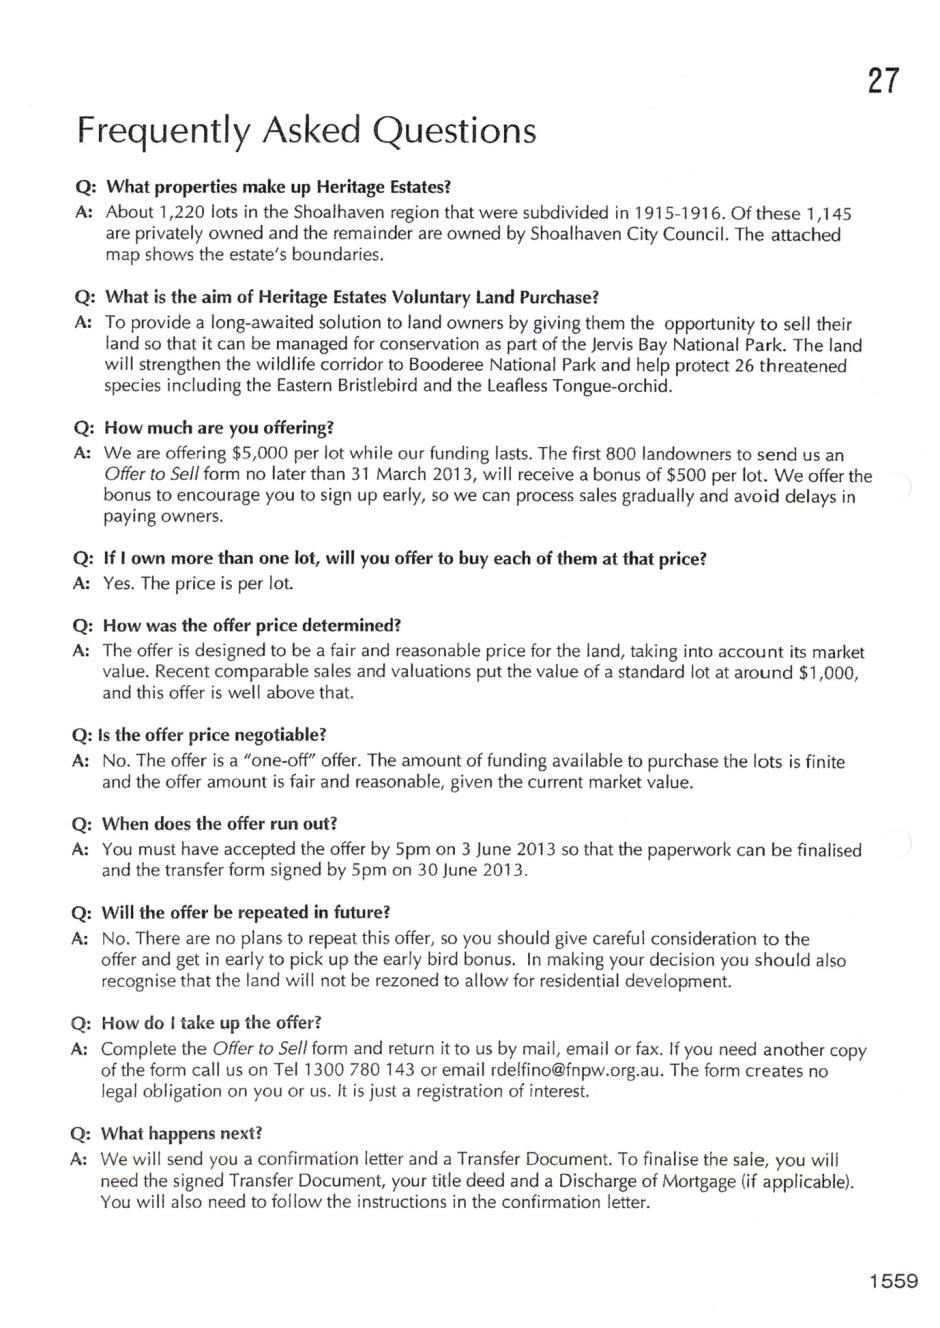 27
Frequently Asked Questions
Q: What properties make up Heritage Estates?
A: About 1,220 lots in the Shoalhaven region that were subdivided in 1915-1916. Of these 1,145
are privately owned and the remainder are owned by Shoalhaven City Council. The attached
map shows the estate's boundaries.
Q: What is the aim of Heritage Estates Voluntary Land Purchase?
A: To provide a long-awaited solution to land owners by giving them the opportunity to sell their
land so that it can be managed for conservation as part of the Jervis Bay National Park. The land
will strengthen the wildlife corridor to Booderee National Park and help protect 26 threatened
species including the Eastern Bristlebird and the Leafless Tongue-orchid.
Q: How much are you offering?
A: We are offering $5,000 per lot while our funding lasts. The first 800 landowners to send us an
Offer to Sell form no later than 31 March 2013, will receive a bonus of $500 per lot. We offer the
bonus to encourage you to sign up early, so we can process sales gradually and avoid delays in
paying owners.
Q: If I own more than one lot, will you offer to buy each of them at that price?
A: Yes. The price is per lot.
Q: How was the offer price determined?
A: The offer is designed to be a fair and reasonable price for the land, taking into account its market
value. Recent comparable sales and valuations put the value of a standard lot at around $1,000,
and this offer is well above that.
Q: Is the offer price negotiable?
A: No. The offer is a "one-off" offer. The amount of funding available to purchase the lots is finite
and the offer amount is fair and reasonable, given the current market value.
Q: When does the offer run out?
A: You must have accepted the offer by 5pm on 3 June 2013 so that the paperwork can be finalised
and the transfer form signed by 5pm on 30 June 2013.
Q: Will the offer be repeated in future?
A: No. There are no plans to repeat this offer, so you should give careful consideration to the
offer and get in early to pick up the early bird bonus. In making your decision you should also
recognise that the land will not be rezoned to allow for residential development.
Q: How do I take up the offer?
A: Complete the Offer to Sell form and return it to us by mail, email or fax. If you need another copy
of the form call us on Tel 1300 780 143 or email rdelfino@fnpw.org.au. The form creates no
legal obligation on you or us. It is just a registration of interest.
Q: What happens next?
A: We will send you a confirmation letter and a Transfer Document. To finalise the sale, you will
need the signed Transfer Document, your title deed and a Discharge of Mortgage (if applicable).
You will also need to follow the instructions in the confirmation letter.
1559